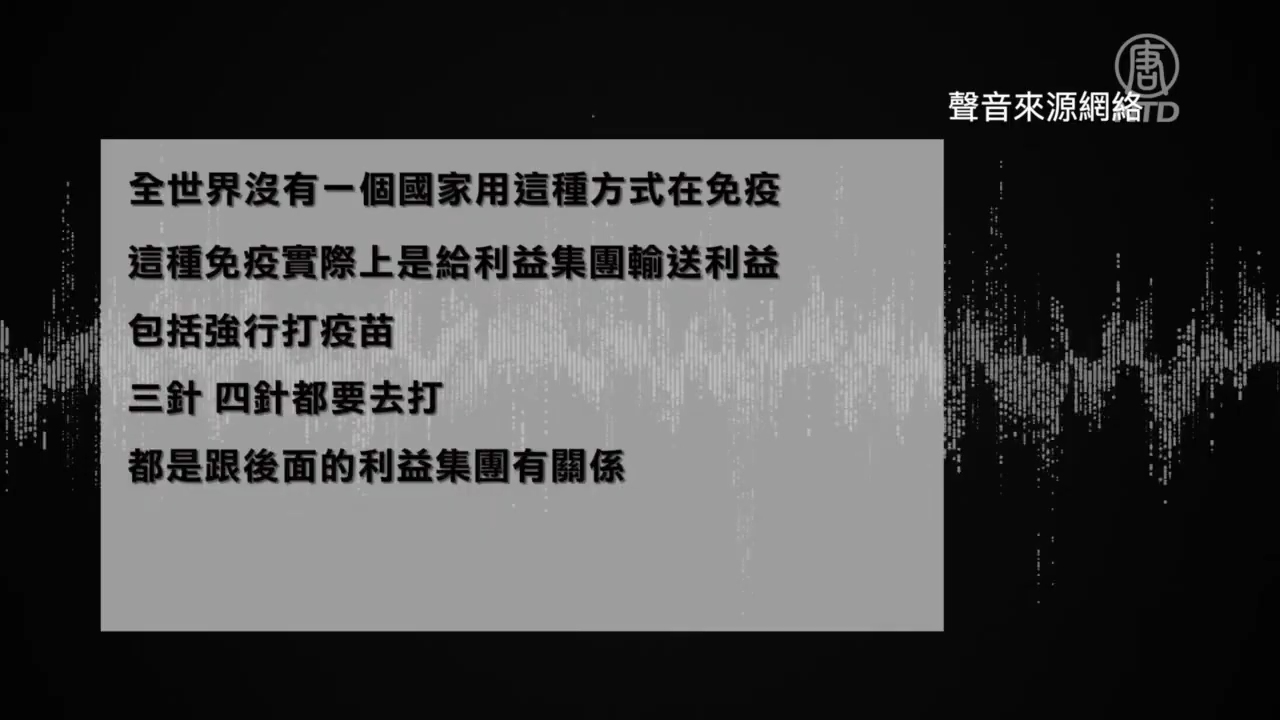 唐
聲音來源網絡
NTD
全世界沒有一個國家用這種方式在免疫
這種免疫實際上是給利益集團輸送利益
包括強行打疫苗
三針 四針都要去打
都是跟後面的利益集團有關係